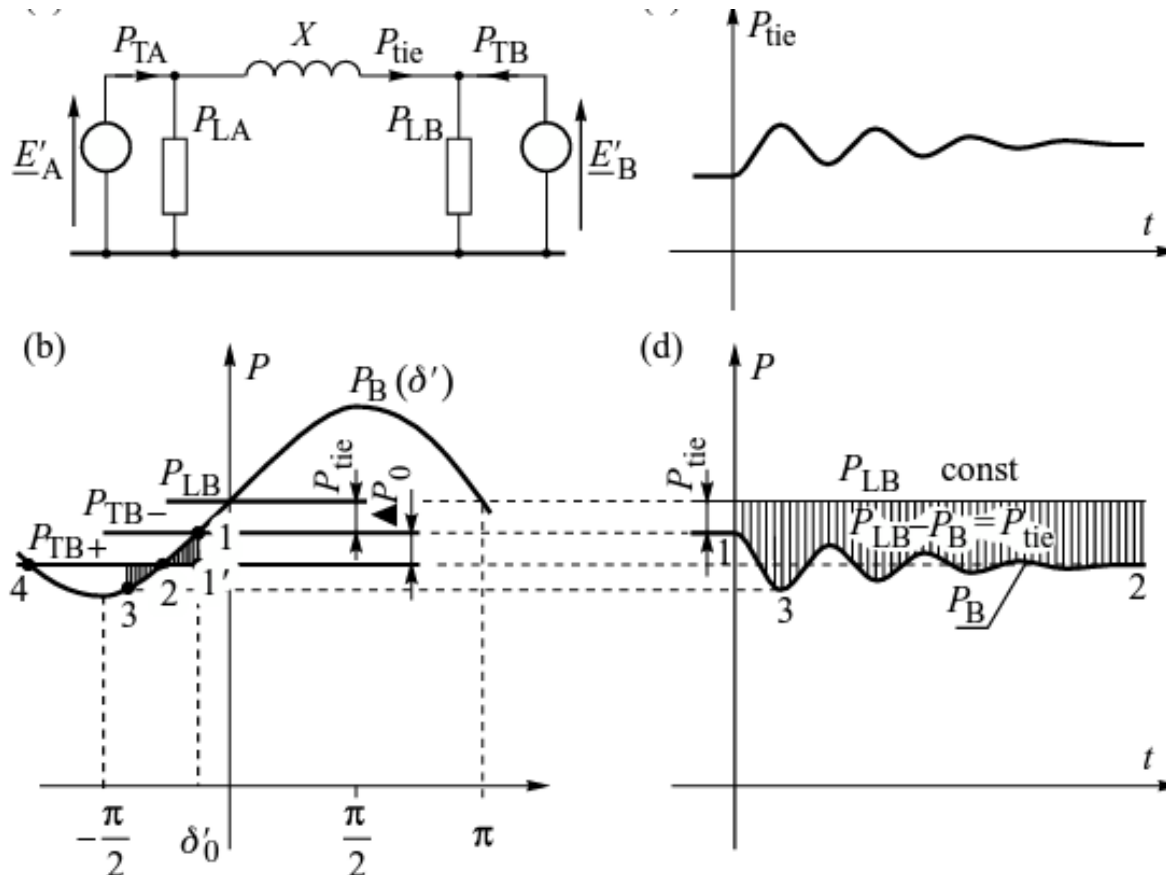 P_TA
X
P_tie
P_TB
P_LA
P_LB
E'_A
E'_B
P_tie
t
(b)
P
P_B (δ')
P_LB
P_tie
ΔP_0
P_TB−
1
P_TB+
4
3
2
1'
−π/2
δ'_0
π/2
π
(d)
P
P_tie
P_LB const
P_LB−P_B=P_tie
1
3
P_B
2
t